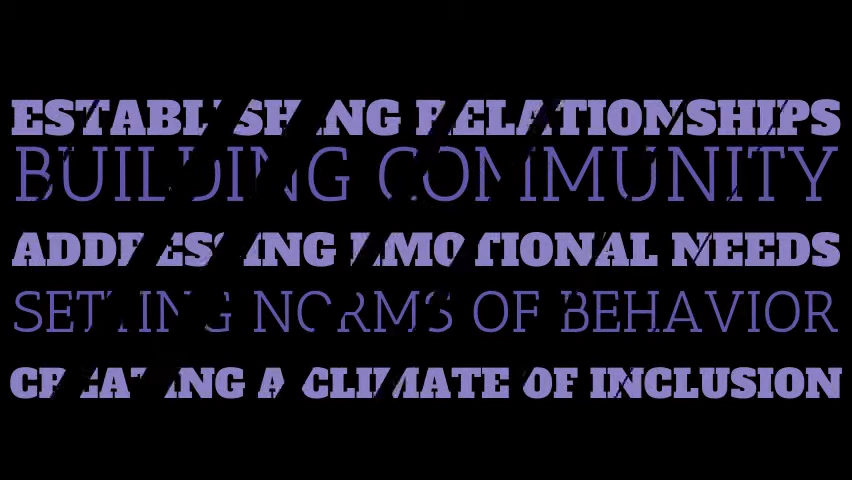 ESTABLISHING RELATIONSHIPS
BUILDING COMMUNITY
ADDRESSING EMOTIONAL NEEDS
SETTING NORMS OF BEHAVIOR
CREATING A CLIMATE OF INCLUSION